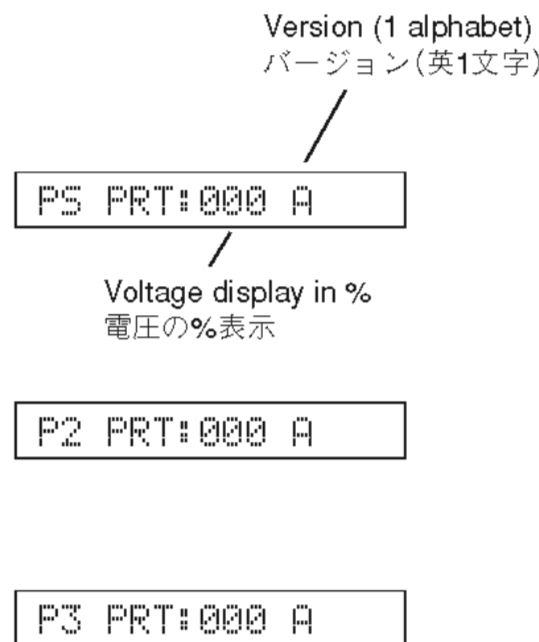 Version (1 alphabet)
バージョン(英1文字)
PS PRT:000 A
Voltage display in %
電圧の%表示
P2 PRT:000 A
P3 PRT:000 A